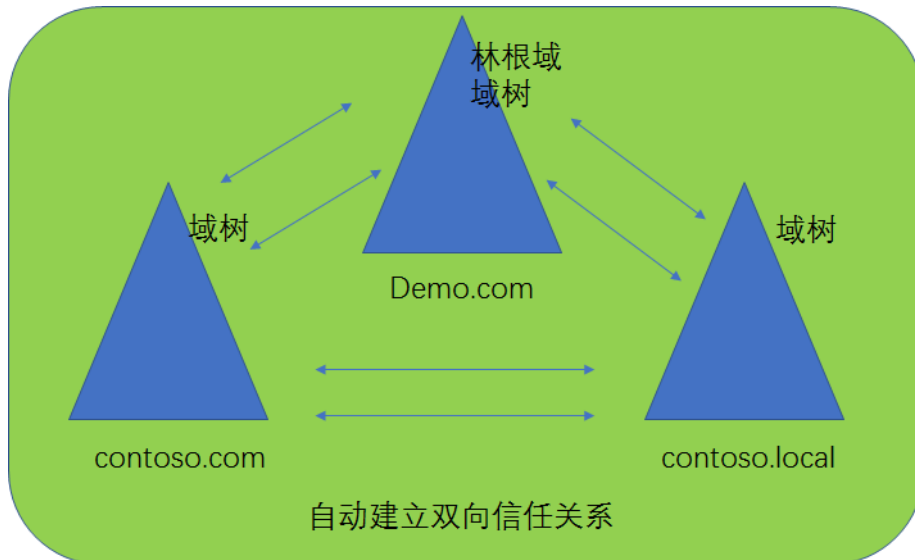 林根域
域树
域树
域树
Demo.com
contoso.com
contoso.local
自动建立双向信任关系